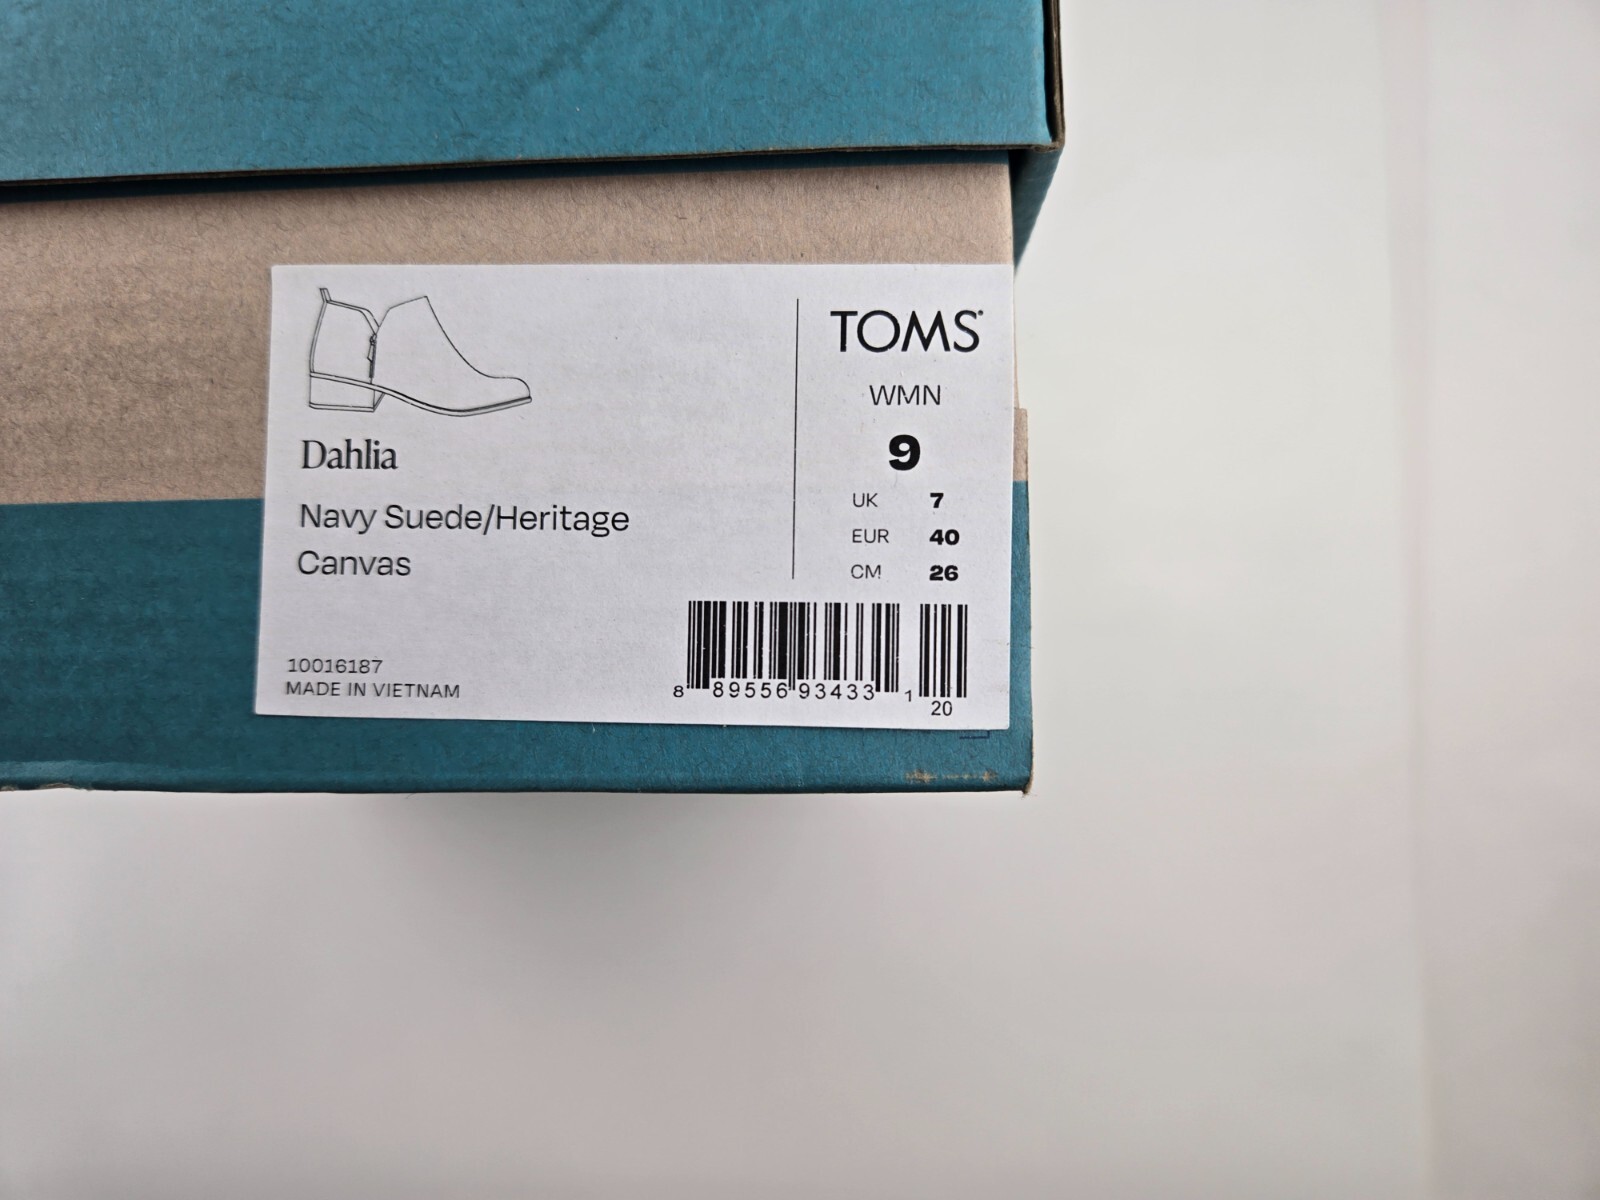 Dahlia
Navy Suede/Heritage
Canvas
10016187
MADE IN VIETNAM
TOMS
WMN
9
UK 7
EUR 40
CM 26
8 89556 93433 1
20